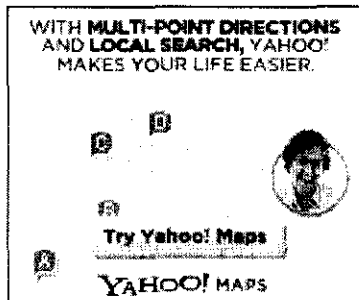 WITH MULTI-POINT DIRECTIONS
AND LOCAL SEARCH, YAHOO!
MAKES YOUR LIFE EASIER.
Try Yahoo! Maps
A
YAHOO! MAPS